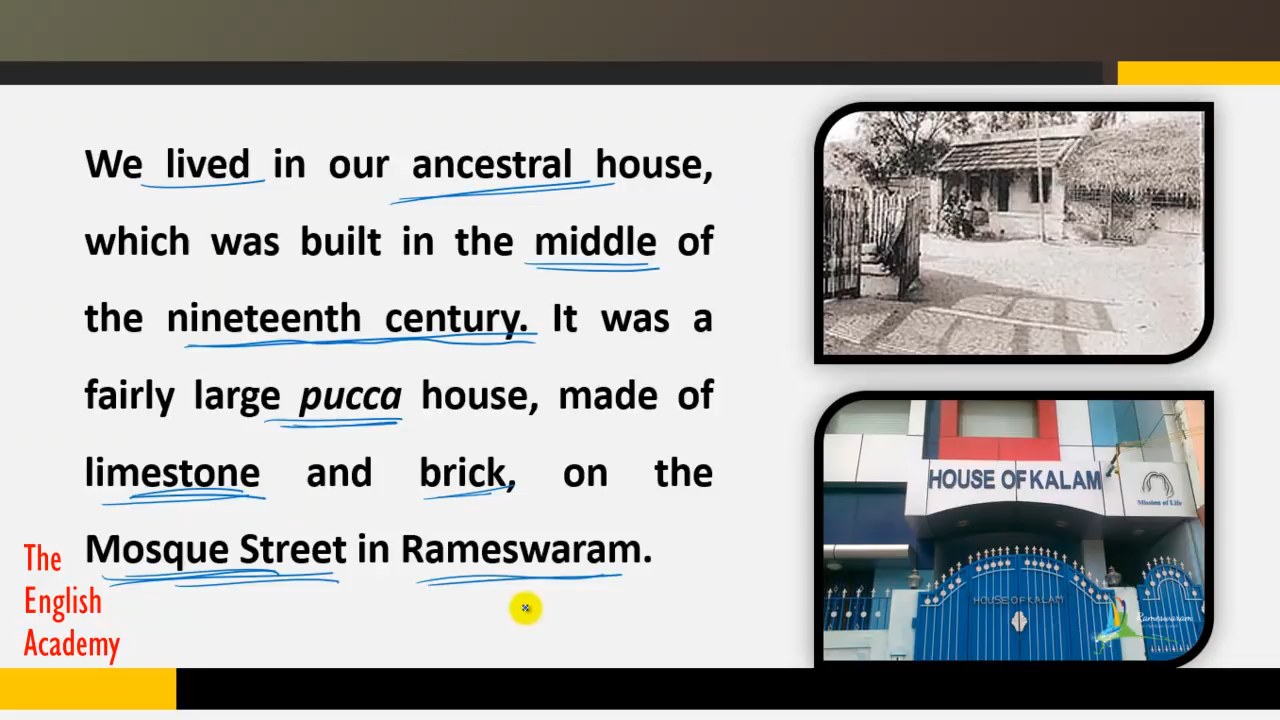 We lived in our ancestral house,
which was built in the middle of
the nineteenth century. It was a
fairly large pucca house, made of
limestone and brick, on the
Mosque Street in Rameswaram.
The
English
Academy
HOUSE OF KALAM
Mission of Life
HOUSE OF KALAM
Rameswaram